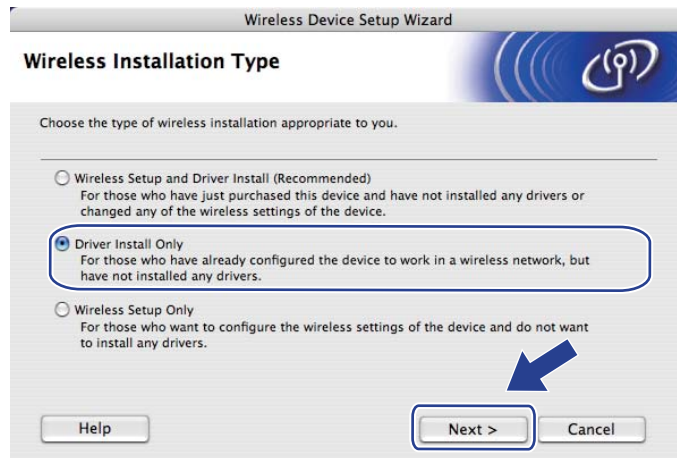 Wireless Device Setup Wizard
Wireless Installation Type
Choose the type of wireless installation appropriate to you.
Wireless Setup and Driver Install (Recommended)
For those who have just purchased this device and have not installed any drivers or
changed any of the wireless settings of the device.
Driver Install Only
For those who have already configured the device to work in a wireless network, but
have not installed any drivers.
Wireless Setup Only
For those who want to configure the wireless settings of the device and do not want
to install any drivers.
Help
Next >
Cancel